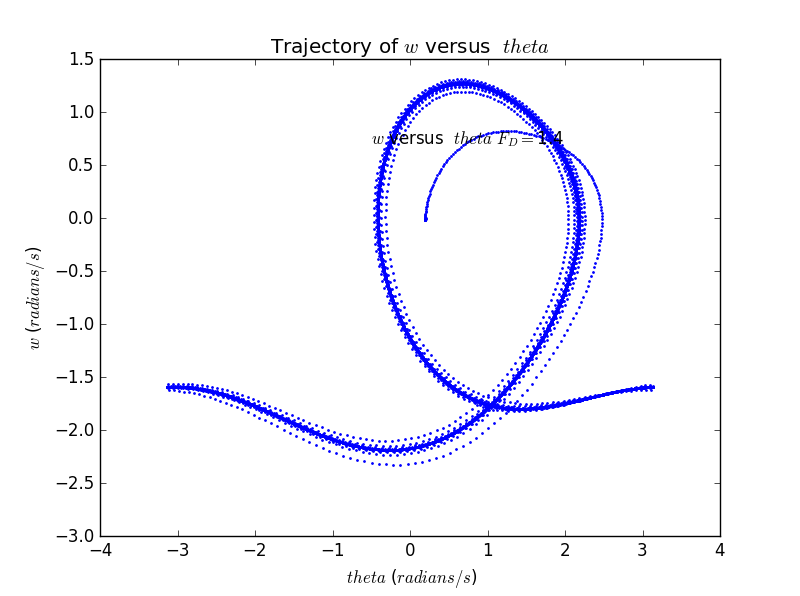 Trajectory of w versus theta
1.5
1.0
w versus theta F_D = 1.4
0.5
0.0
−0.5
−1.0
−1.5
−2.0
−2.5
−3.0
w (radians/s)
−4 −3 −2 −1 0 1 2 3 4
theta (radians/s)